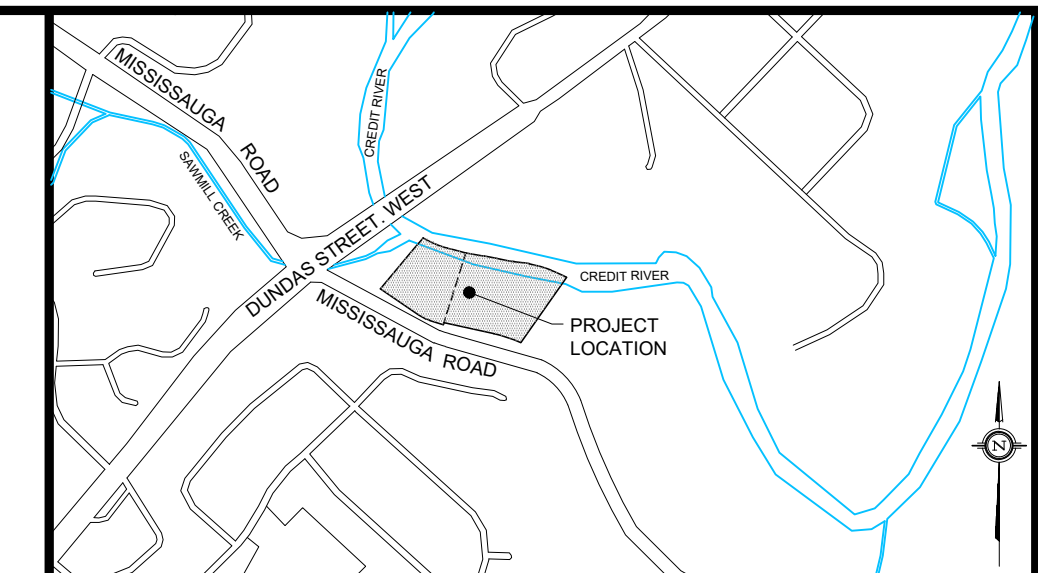 MISSISSAUGA
ROAD
CREDIT RIVER
SAWMILL CREEK
DUNDAS STREET. WEST
CREDIT RIVER
MISSISSAUGA ROAD
PROJECT
LOCATION
N